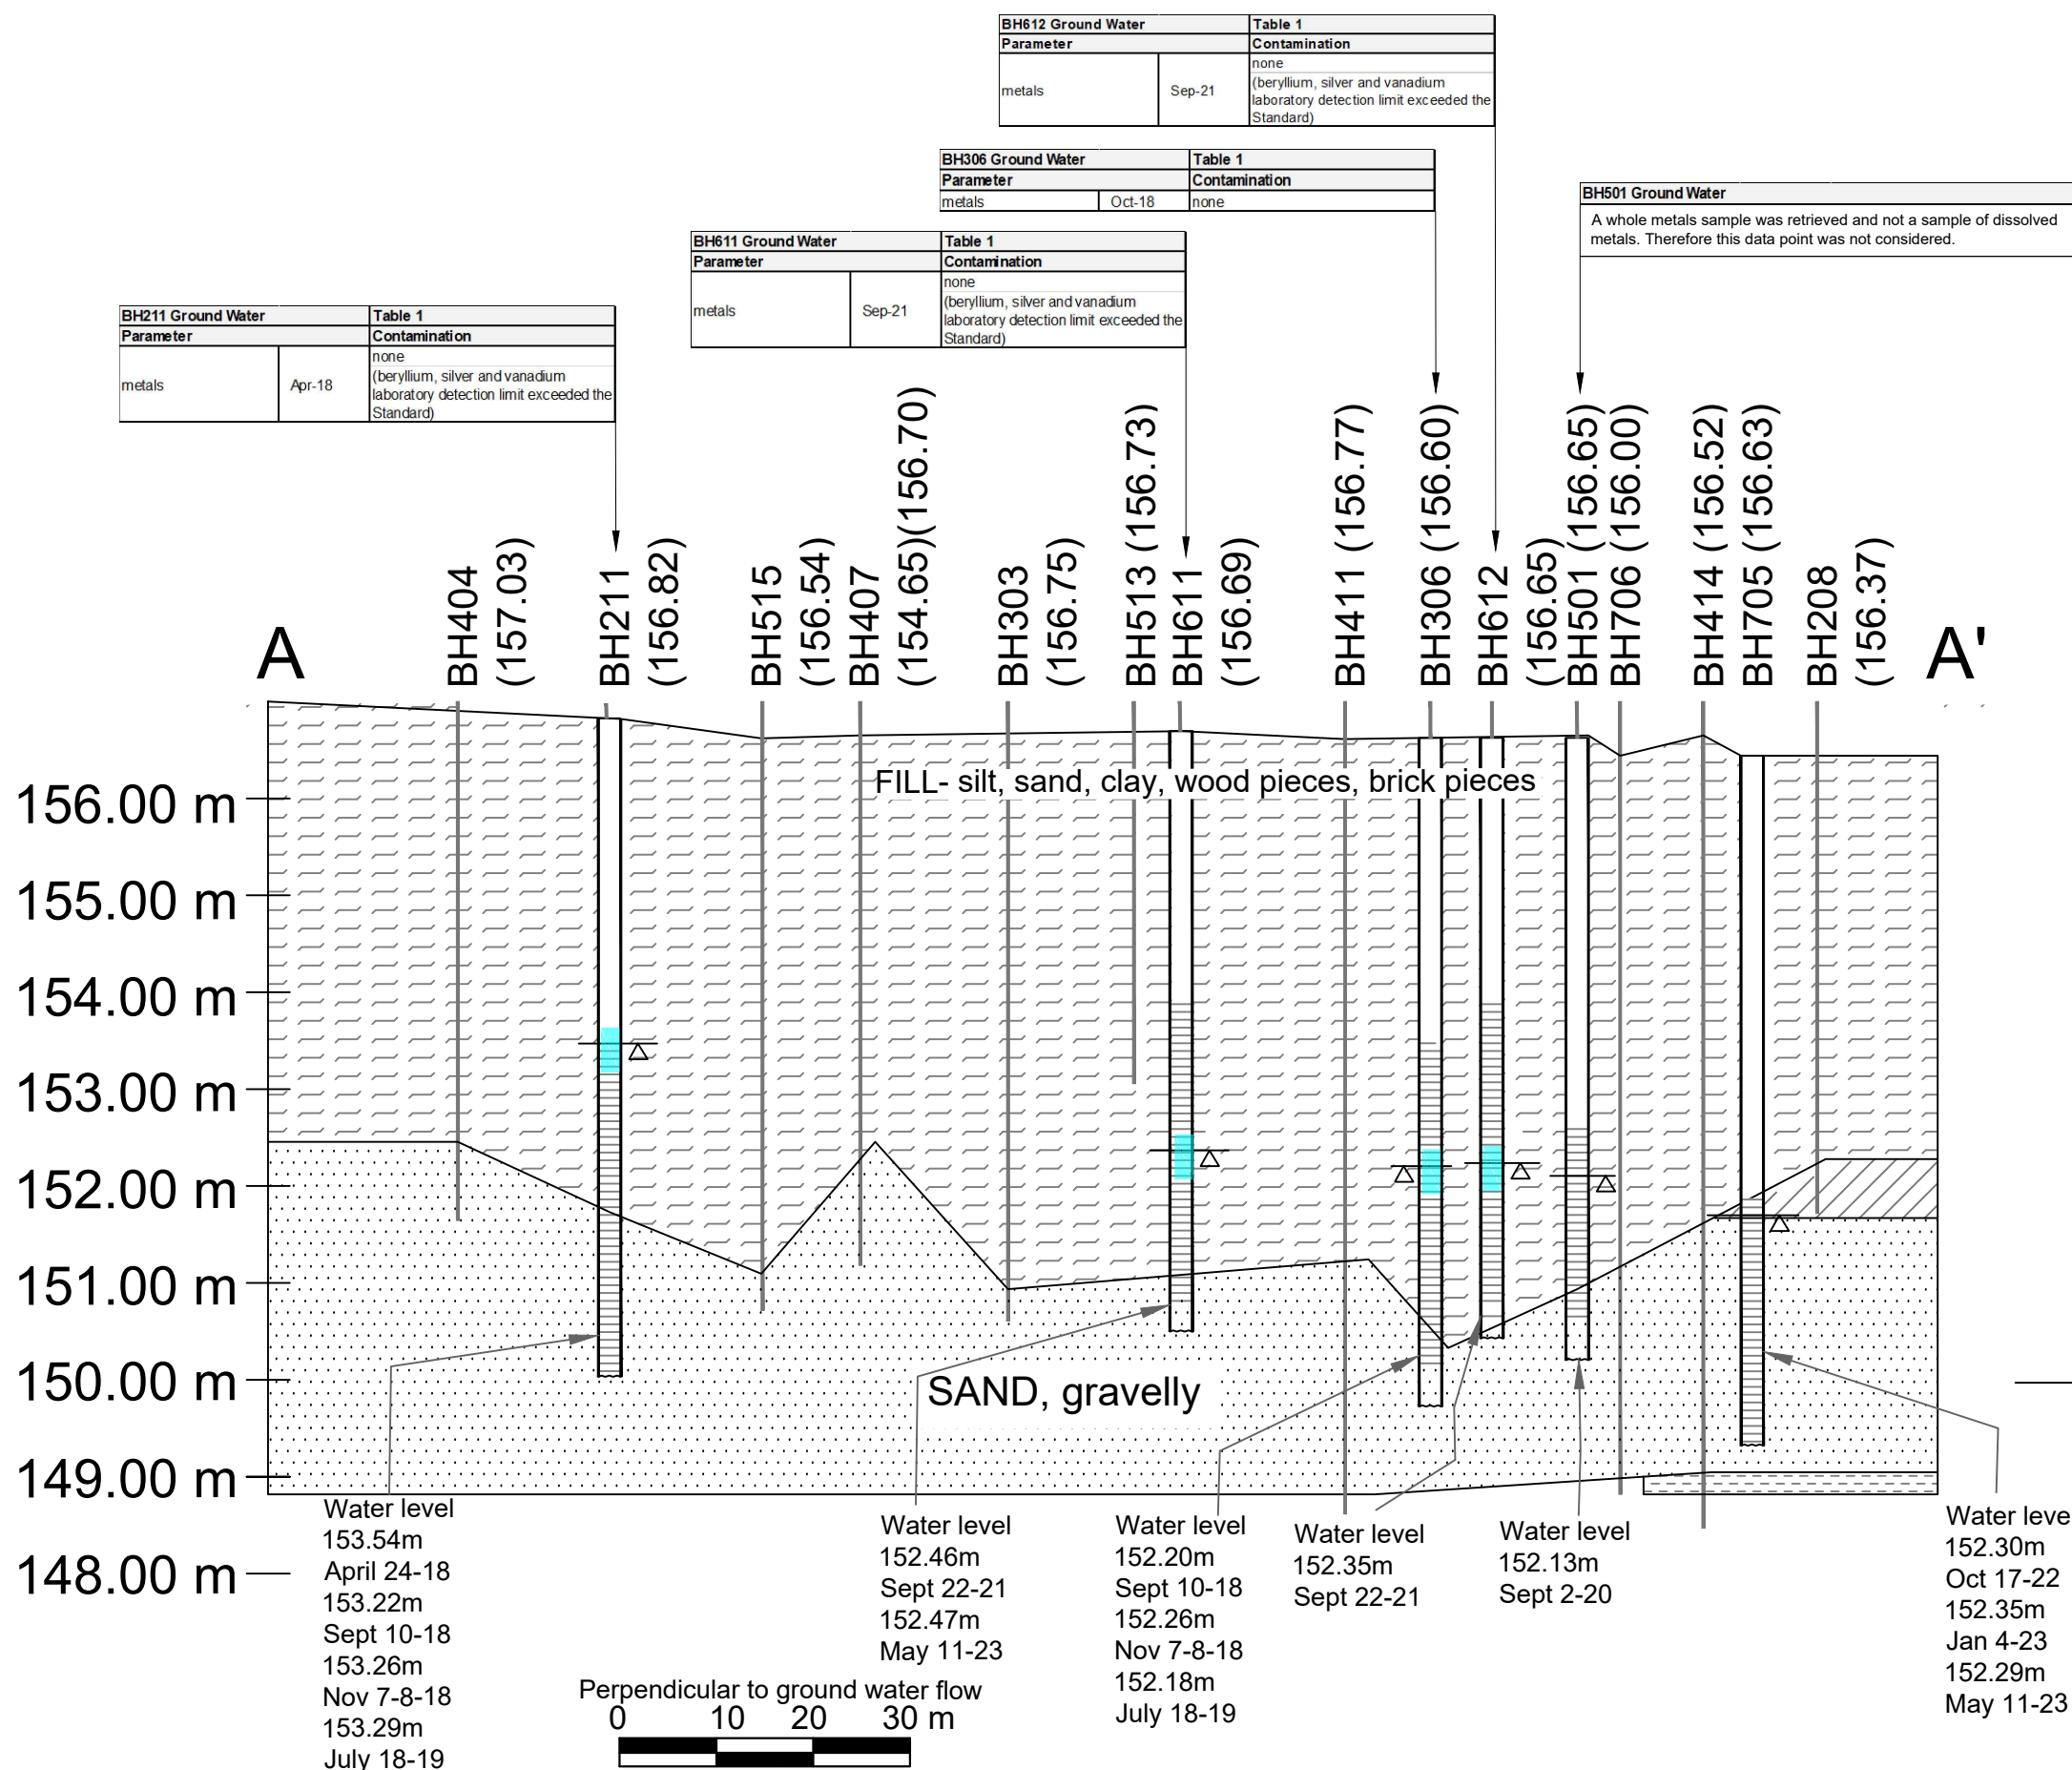 BH612 Ground Water Table 1
Parameter Contamination
metals Sep-21 none
(beryllium, silver and vanadium
laboratory detection limit exceeded the
Standard)
BH306 Ground Water Table 1
Parameter Contamination
metals Oct-18 none
BH501 Ground Water
A whole metals sample was retrieved and not a sample of dissolved
metals. Therefore this data point was not considered.
BH611 Ground Water Table 1
Parameter Contamination
metals Sep-21 none
(beryllium, silver and vanadium
laboratory detection limit exceeded the
Standard)
BH211 Ground Water Table 1
Parameter Contamination
metals Apr-18 none
(beryllium, silver and vanadium
laboratory detection limit exceeded the
Standard)
A
BH404
(157.03)
BH211
(156.82)
BH515
(156.54)
BH407
(154.65)(156.70)
BH303
(156.75)
BH513 (156.73)
BH611
(156.69)
BH411 (156.77)
BH306 (156.60)
BH612
(156.65)
BH501 (156.65)
BH706 (156.00)
BH414 (156.52)
BH705 (156.63)
BH208
(156.37)
A'
FILL- silt, sand, clay, wood pieces, brick pieces
156.00 m
155.00 m
154.00 m
153.00 m
152.00 m
151.00 m
150.00 m
149.00 m
148.00 m
SAND, gravelly
Water level
153.54m
April 24-18
153.22m
Sept 10-18
153.26m
Nov 7-8-18
153.29m
July 18-19
Water level
152.46m
Sept 22-21
152.47m
May 11-23
Water level
152.20m
Sept 10-18
152.26m
Nov 7-8-18
152.18m
July 18-19
Water level
152.35m
Sept 22-21
Water level
152.13m
Sept 2-20
Water leve
152.30m
Oct 17-22
152.35m
Jan 4-23
152.29m
May 11-23
Perpendicular to ground water flow
0 10 20 30 m